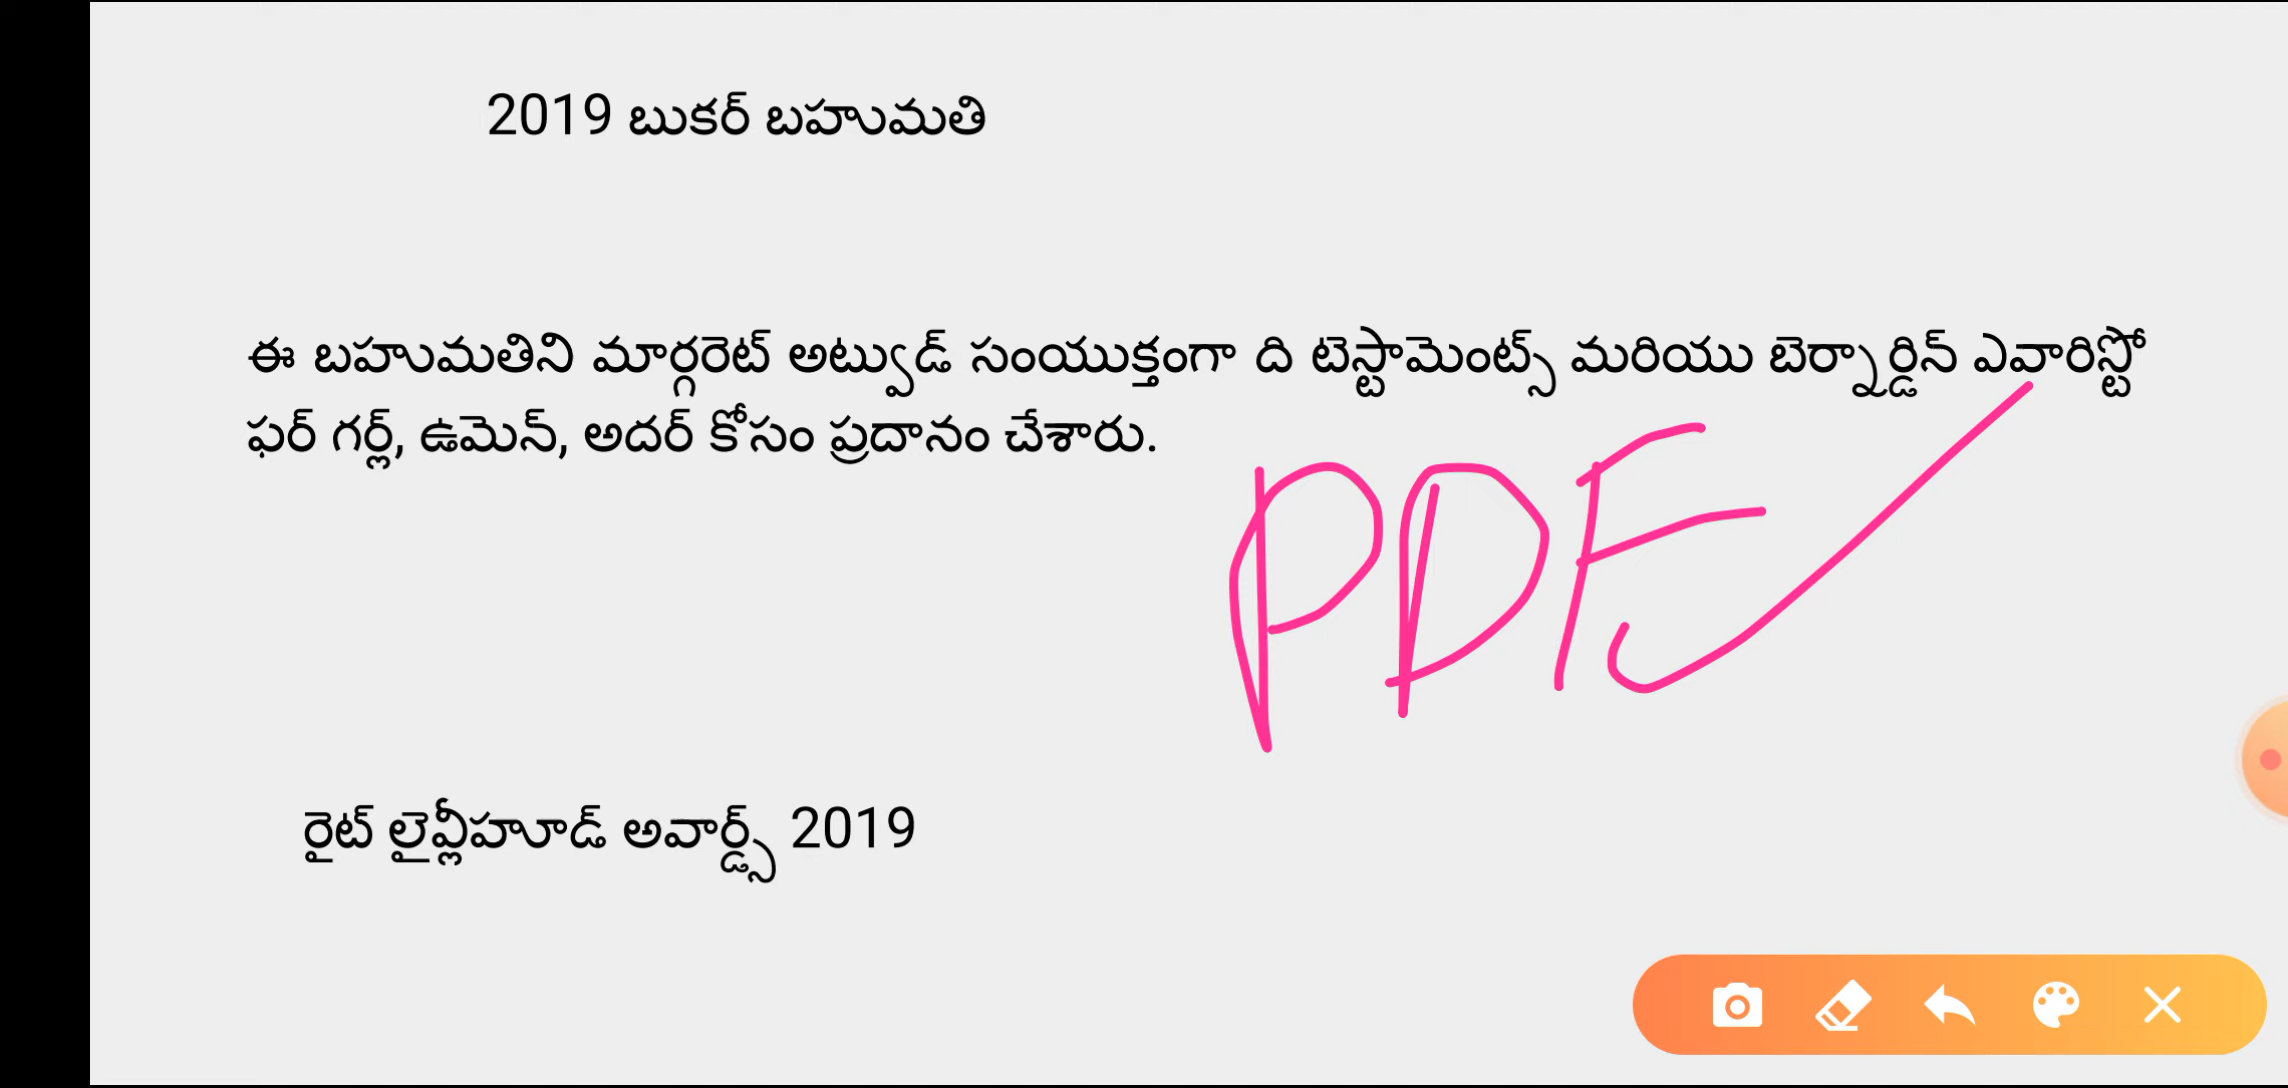 2019 బుకర్ బహుమతి
ఈ బహుమతిని మార్గరెట్ అట్వుడ్ సంయుక్తంగా ది టెస్టామెంట్స్ మరియు బెర్నార్డిన్ ఎవారిస్టో
ఫర్ గర్ల్, ఉమెన్, అదర్ కోసం ప్రదానం చేశారు.
PDF
రైట్ లైవ్లీహూడ్ అవార్డ్స్ 2019